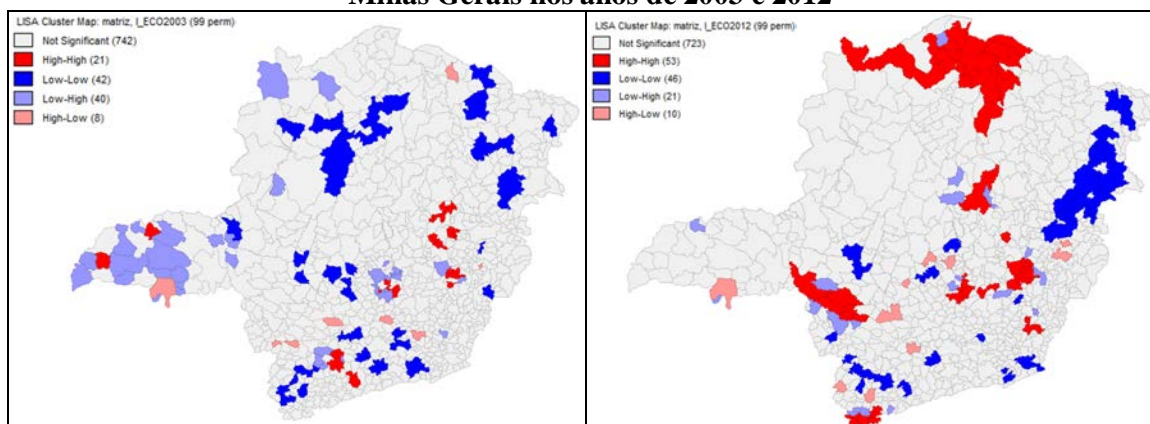 Minas Gerais nos anos de 2003 e 2012
LISA Cluster Map: matriz, I_ECO2003 (99 perm)
Not Significant (742)
High-High (21)
Low-Low (42)
Low-High (40)
High-Low (8)
LISA Cluster Map: matriz, I_ECO2012 (99 perm)
Not Significant (723)
High-High (53)
Low-Low (46)
Low-High (21)
High-Low (10)